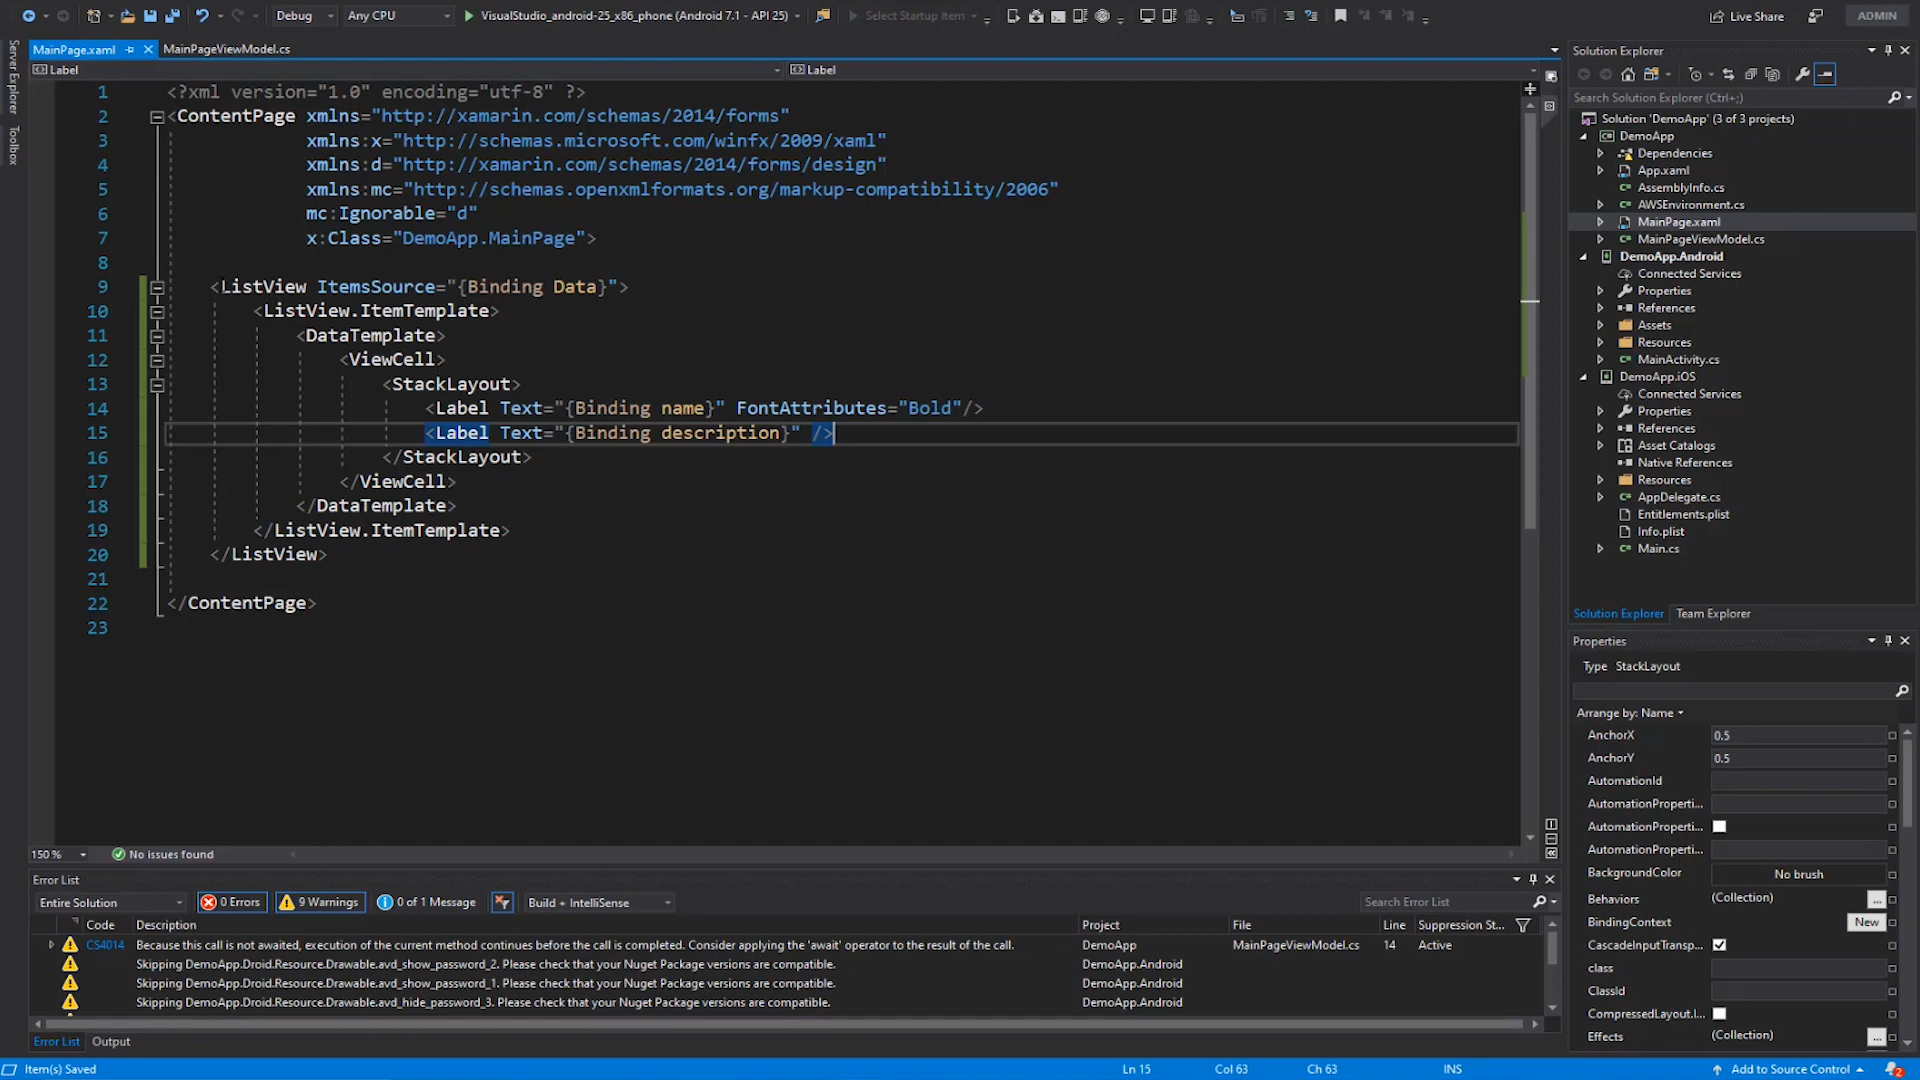 Debug
Any CPU
VisualStudio_android-25_x86_phone (Android 7.1 - API 25)
Select Startup Item
Live Share
ADMIN
MainPage.xaml
MainPageViewModel.cs
Server Explorer
Toolbox
Label
Label
1 <?xml version="1.0" encoding="utf-8" ?>
2 <ContentPage xmlns="http://xamarin.com/schemas/2014/forms"
3 xmlns:x="http://schemas.microsoft.com/winfx/2009/xaml"
4 xmlns:d="http://xamarin.com/schemas/2014/forms/design"
5 xmlns:mc="http://schemas.openxmlformats.org/markup-compatibility/2006"
6 mc:Ignorable="d"
7 x:Class="DemoApp.MainPage">
8
9 <ListView ItemsSource="{Binding Data}">
10 <ListView.ItemTemplate>
11 <DataTemplate>
12 <ViewCell>
13 <StackLayout>
14 <Label Text="{Binding name}" FontAttributes="Bold"/>
15 <Label Text="{Binding description}" />
16 </StackLayout>
17 </ViewCell>
18 </DataTemplate>
19 </ListView.ItemTemplate>
20 </ListView>
21
22 </ContentPage>
23
150 %
No issues found
Solution Explorer
Search Solution Explorer (Ctrl+;)
Solution 'DemoApp' (3 of 3 projects)
DemoApp
Dependencies
App.xaml
AssemblyInfo.cs
AWSEnvironment.cs
MainPage.xaml
MainPageViewModel.cs
DemoApp.Android
Connected Services
Properties
References
Assets
Resources
MainActivity.cs
DemoApp.iOS
Connected Services
Properties
References
Asset Catalogs
Native References
Resources
AppDelegate.cs
Entitlements.plist
Info.plist
Main.cs
Solution Explorer
Team Explorer
Properties
Type StackLayout
Arrange by: Name
AnchorX 0.5
AnchorY 0.5
AutomationId
AutomationProperti...
AutomationProperti...
AutomationProperti...
BackgroundColor No brush
Behaviors (Collection) ...
BindingContext New
CascadeInputTransp...
class
ClassId
CompressedLayout.I...
Effects (Collection) ...
Error List
Entire Solution
0 Errors
9 Warnings
0 of 1 Message
Build + IntelliSense
Search Error List
Code Description Project File Line Suppression St...
CS4014 Because this call is not awaited, execution of the current method continues before the call is completed. Consider applying the 'await' operator to the result of the call. DemoApp MainPageViewModel.cs 14 Active
Skipping DemoApp.Droid.Resource.Drawable.avd_show_password_2. Please check that your Nuget Package versions are compatible. DemoApp.Android
Skipping DemoApp.Droid.Resource.Drawable.avd_show_password_1. Please check that your Nuget Package versions are compatible. DemoApp.Android
Skipping DemoApp.Droid.Resource.Drawable.avd_hide_password_3. Please check that your Nuget Package versions are compatible. DemoApp.Android
Error List
Output
Item(s) Saved
Ln 15
Col 63
Ch 63
INS
Add to Source Control
2